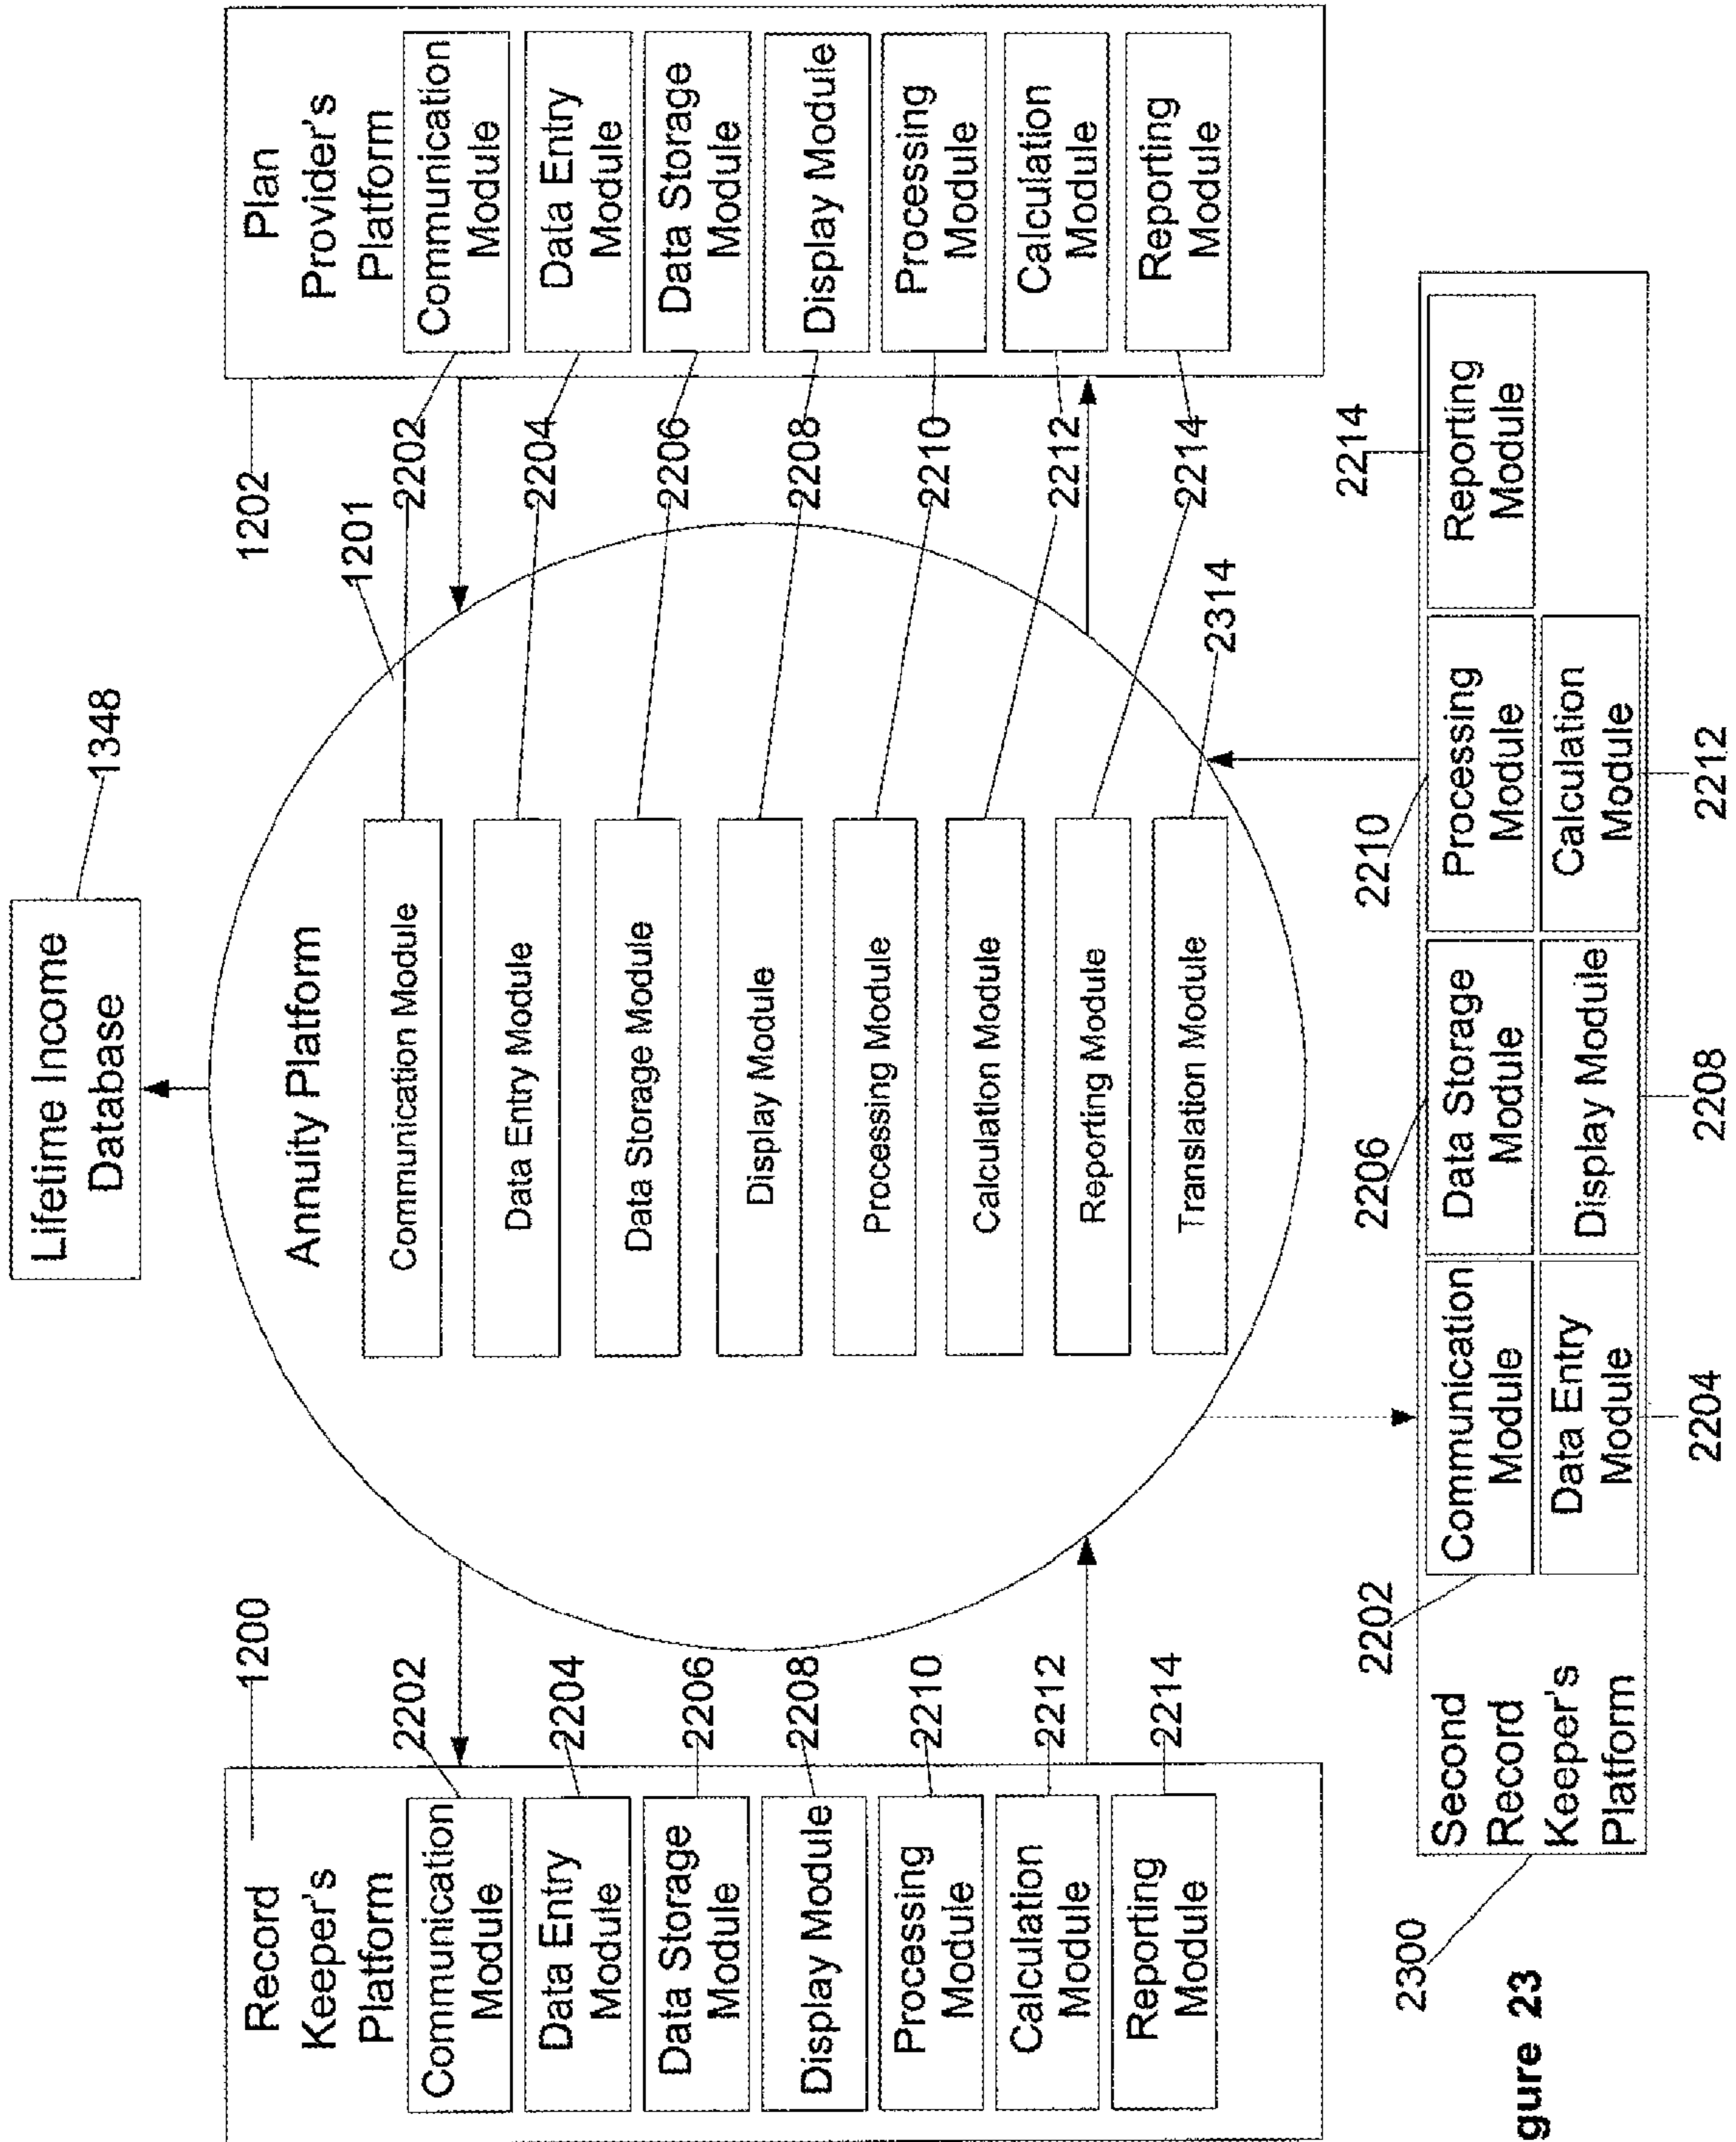 Lifetime Income
Database
1348
Record
Keeper's
Platform
1200
Communication
Module
2202
Data Entry
Module
2204
Data Storage
Module
2206
Display Module
2208
Processing
Module
2210
Calculation
Module
2212
Reporting
Module
2214
Annuity Platform
1201
Communication Module
Data Entry Module
Data Storage Module
Display Module
Processing Module
Calculation Module
Reporting Module
Translation Module
2314
Plan
Provider's
Platform
1202
Communication
Module
2202
Data Entry
Module
2204
Data Storage
Module
2206
Display Module
2208
Processing
Module
2210
Calculation
Module
2212
Reporting
Module
2214
Second
Record
Keeper's
Platform
2300
2202
Communication
Module
2206
Data Storage
Module
2210
Processing
Module
2214
Reporting
Module
Data Entry
Module
2204
Display Module
2208
Calculation
Module
2212
gure 23